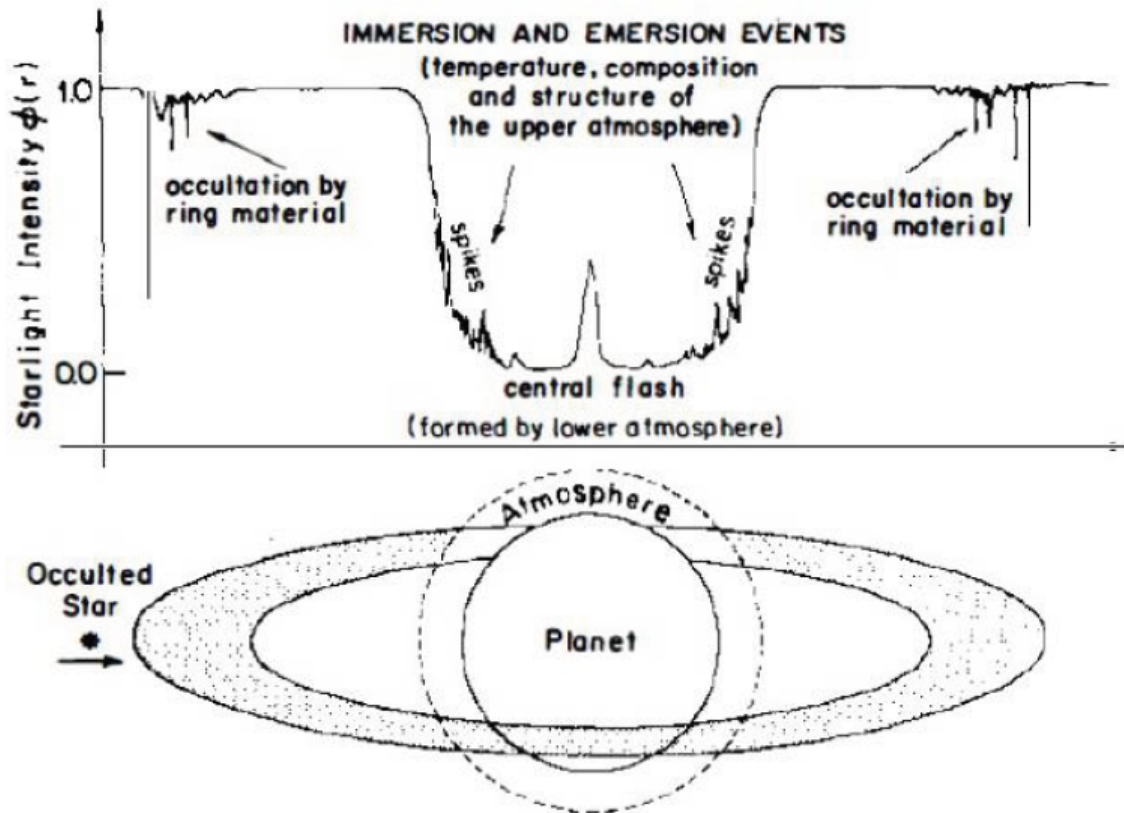 IMMERSION AND EMERSION EVENTS
(temperature, composition
and structure of
the upper atmosphere)
Starlight Intensity ϕ(r)
1.0
0.0
occultation by
ring material
spikes
spikes
occultation by
ring material
central flash
(formed by lower atmosphere)
Atmosphere
Occulted
Star
Planet